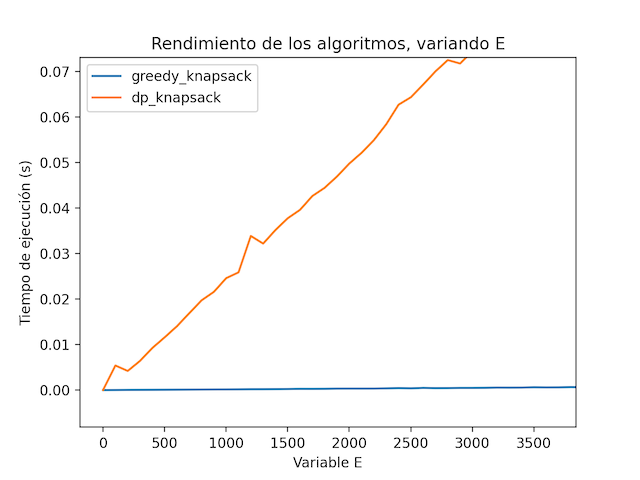 Rendimiento de los algoritmos, variando E
greedy_knapsack
dp_knapsack
Tiempo de ejecución (s)
0.07
0.06
0.05
0.04
0.03
0.02
0.01
0.00
0 500 1000 1500 2000 2500 3000 3500
Variable E